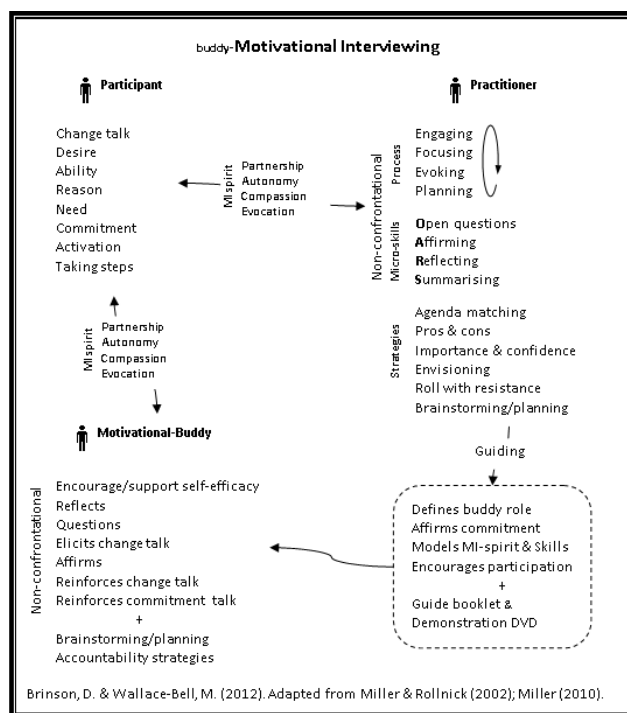 buddy-Motivational Interviewing
Participant
Change talk
Desire
Ability
Reason
Need
Commitment
Activation
Taking steps
MI spirit
Partnership
Autonomy
Compassion
Evocation
Practitioner
Non-confrontational
Process
Engaging
Focusing
Evoking
Planning
Micro-skills
Open questions
Affirming
Reflecting
Summarising
Strategies
Agenda matching
Pros & cons
Importance & confidence
Envisioning
Roll with resistance
Brainstorming/planning
Guiding
Defines buddy role
Affirms commitment
Models MI-spirit & Skills
Encourages participation
+
Guide booklet &
Demonstration DVD
MI spirit
Partnership
Autonomy
Compassion
Evocation
Motivational-Buddy
Non-confrontational
Encourage/support self-efficacy
Reflects
Questions
Elicits change talk
Affirms
Reinforces change talk
Reinforces commitment talk
+
Brainstorming/planning
Accountability strategies
Brinson, D. & Wallace-Bell, M. (2012). Adapted from Miller & Rollnick (2002); Miller (2010).